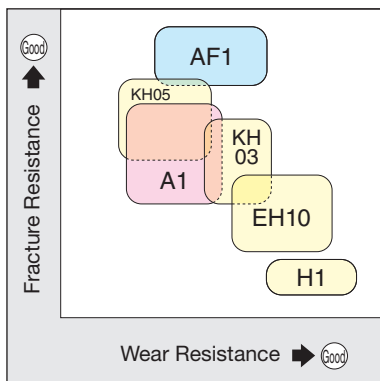 Good
Fracture Resistance
AF1
KH05
KH
03
A1
EH10
H1
Wear Resistance
Good